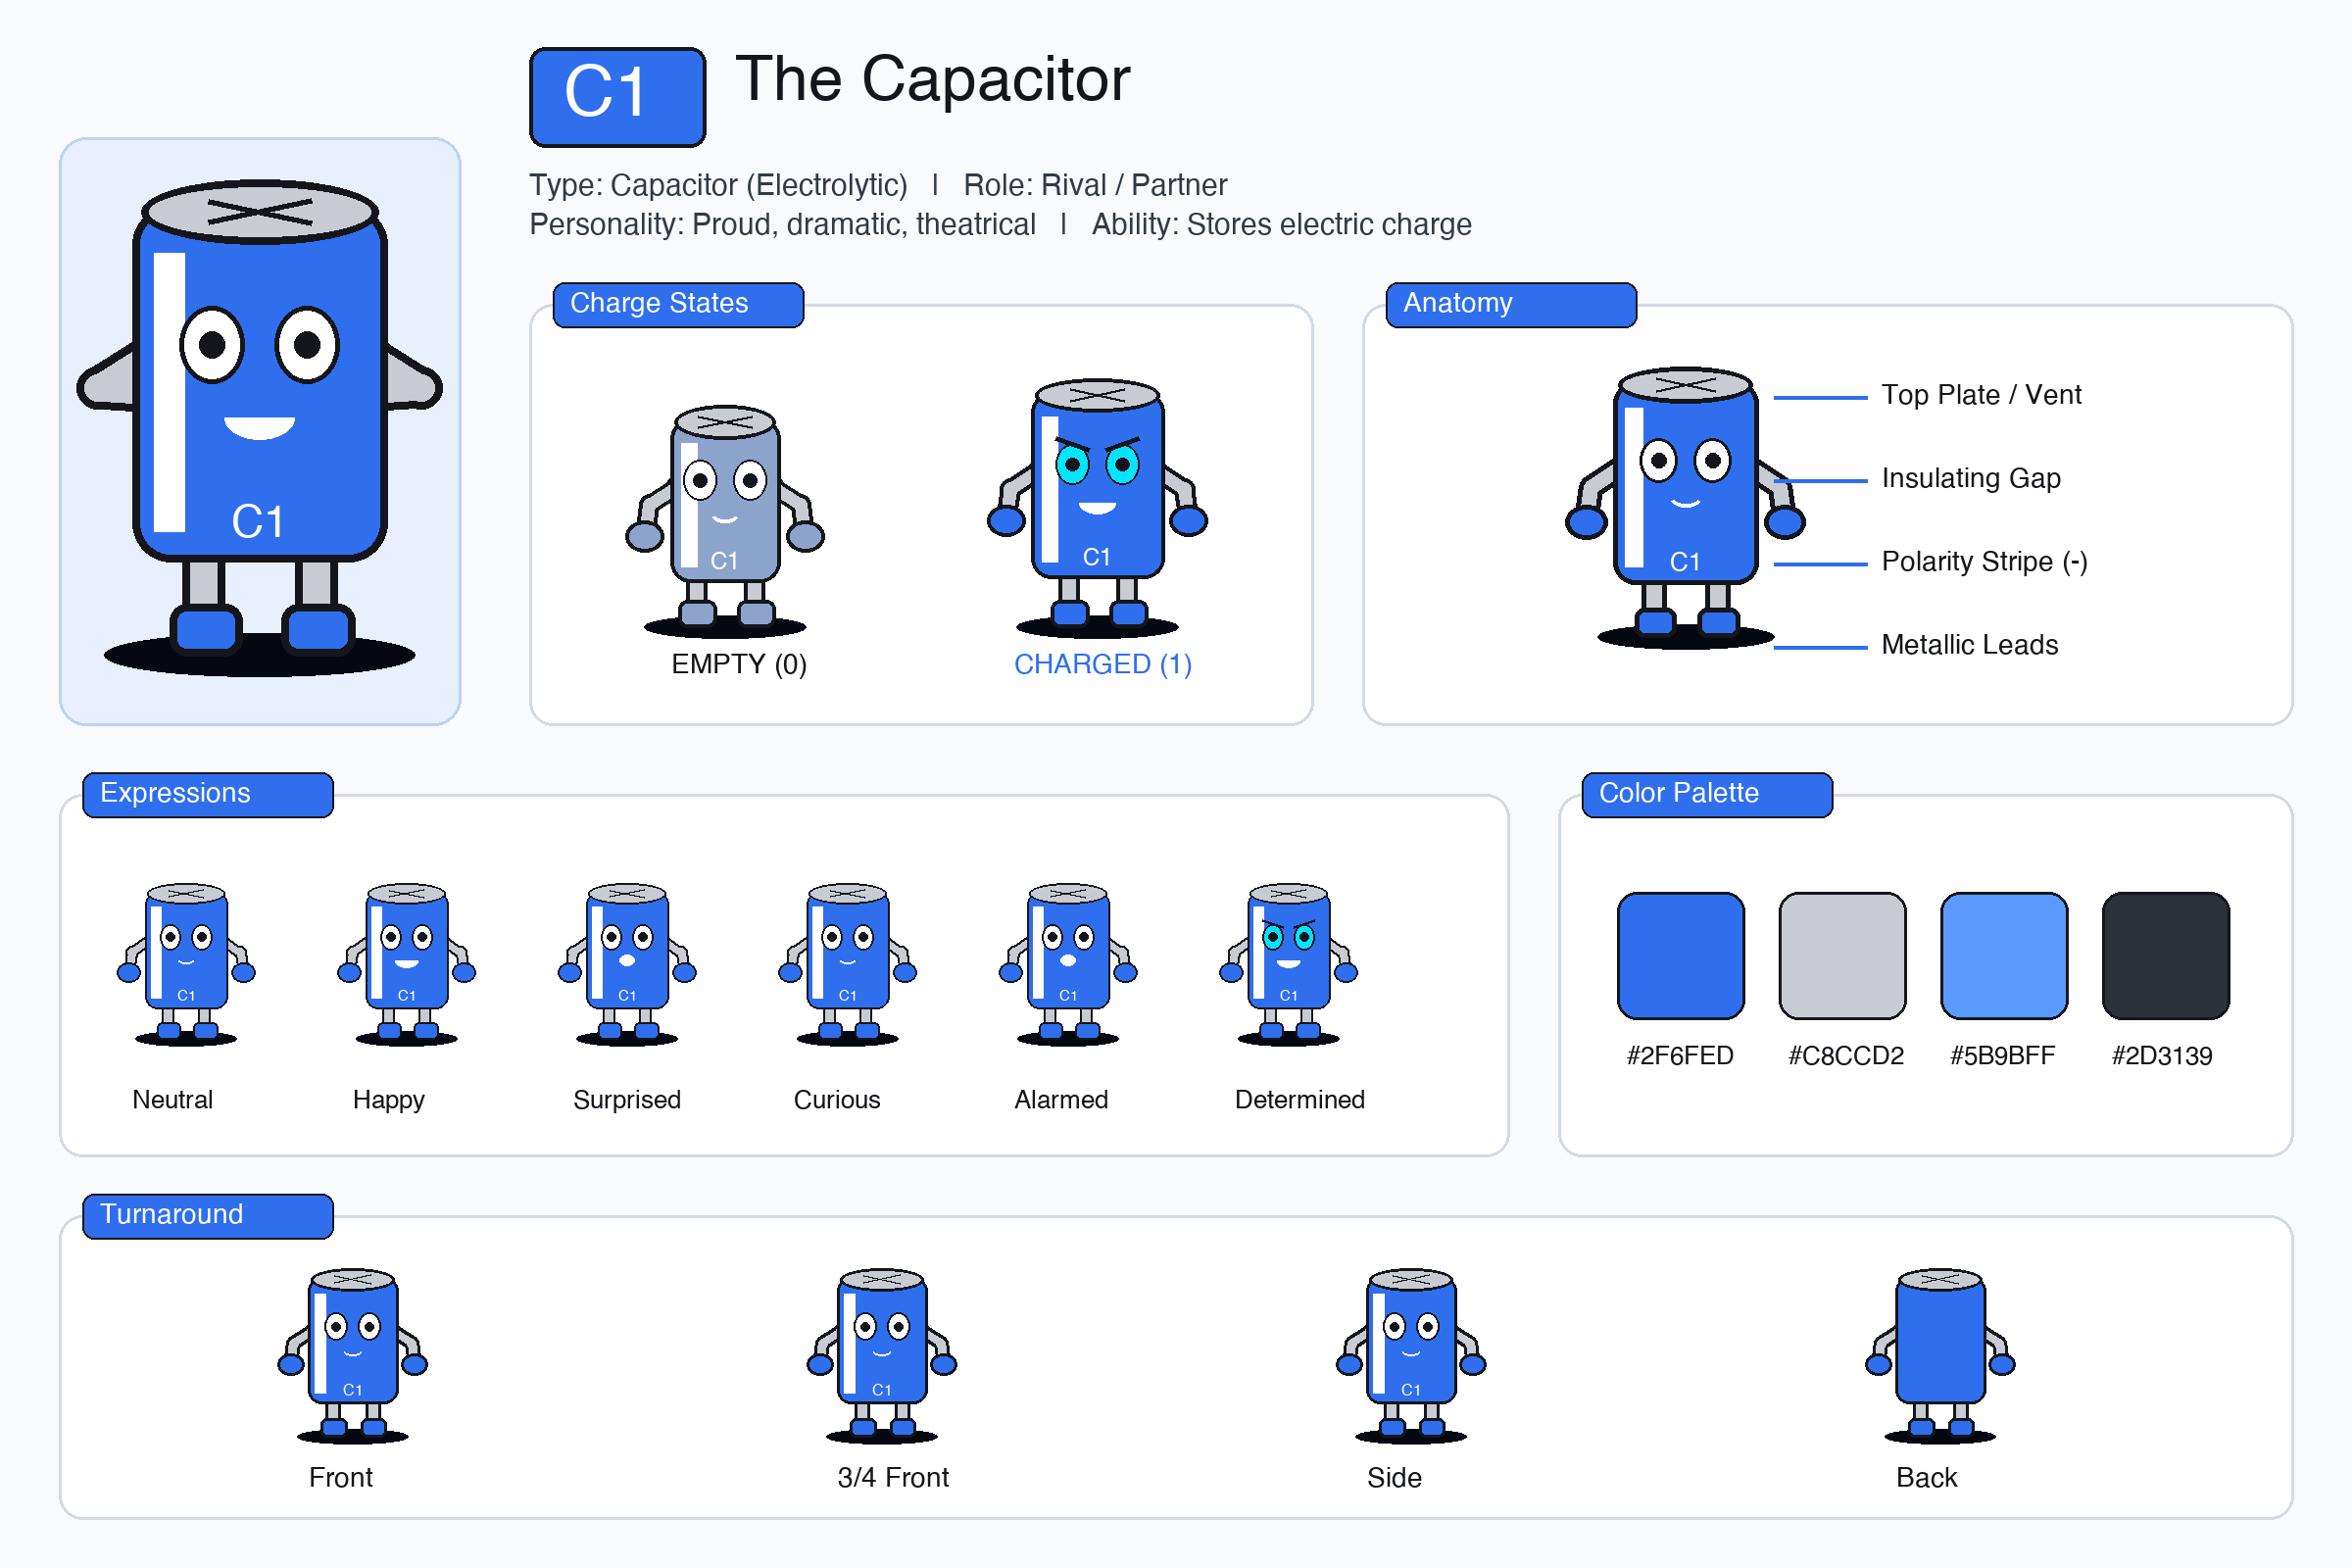 C1
The Capacitor
Type: Capacitor (Electrolytic) | Role: Rival / Partner
Personality: Proud, dramatic, theatrical | Ability: Stores electric charge
C1
Charge States
C1
C1
EMPTY (0)
CHARGED (1)
Anatomy
C1
Top Plate / Vent
Insulating Gap
Polarity Stripe (-)
Metallic Leads
Expressions
C1
C1
C1
C1
C1
C1
Neutral
Happy
Surprised
Curious
Alarmed
Determined
Color Palette
#2F6FED
#C8CCD2
#5B9BFF
#2D3139
Turnaround
C1
C1
C1
Front
3/4 Front
Side
Back